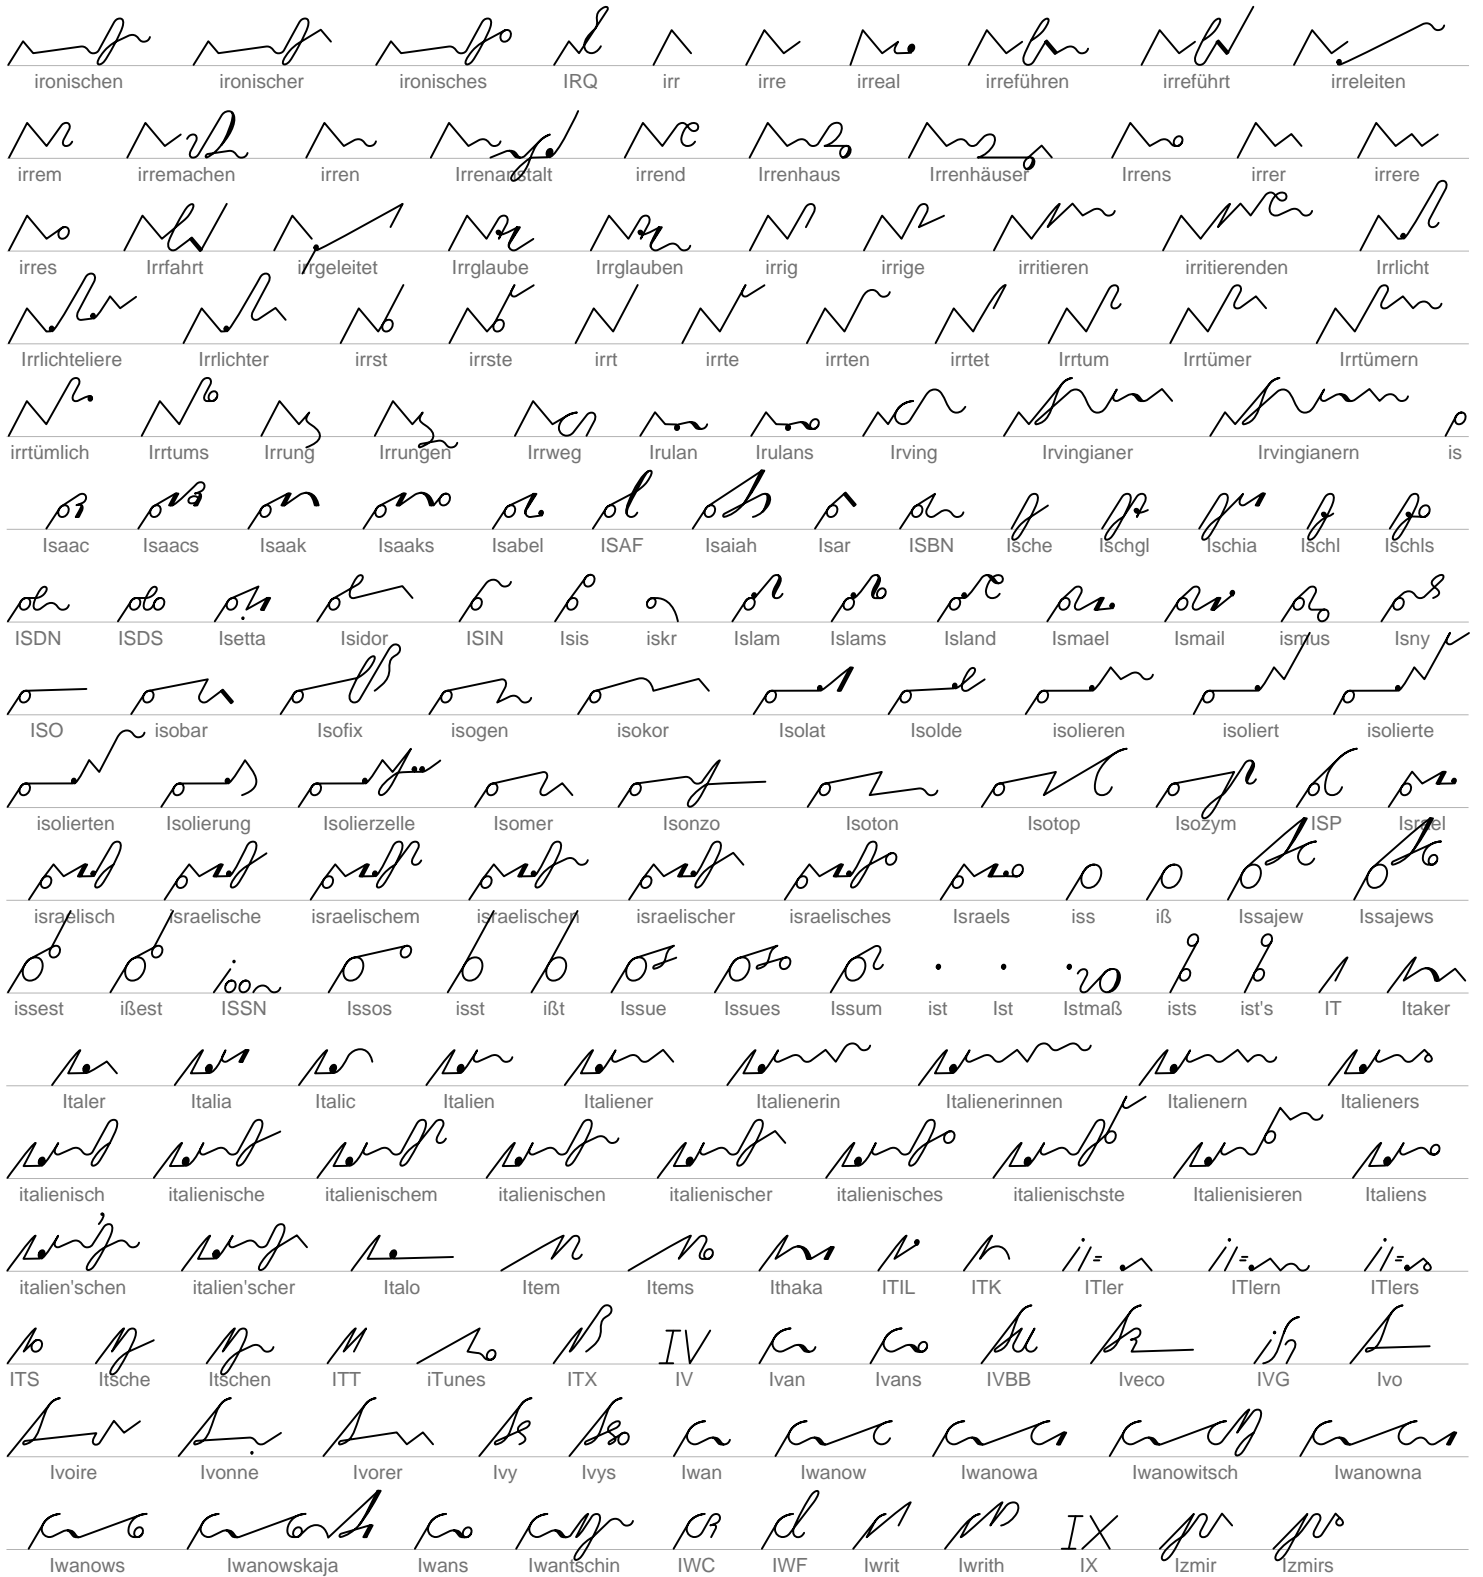 ironischen ironischer ironisches IRQ irr irre irreal irreführen irreführt irreleiten
irrem irremachen irren Irrenanstalt irrend Irrenhaus Irrenhäuser Irrens irrer irrere
irres Irrfahrt irrgeleitet Irrglaube Irrglauben irrig irrige irritieren irritierenden Irrlicht
Irrlichteliere Irrlichter irrst irrste irrt irrte irrten irrtet Irrtum Irrtümer Irrtümern
irrtümlich Irrtums Irrung Irrungen Irrweg Irulan Irulans Irving Irvingianer Irvingianern is
Isaac Isaacs Isaak Isaaks Isabel ISAF Isaiah Isar ISBN Ische Ischgl Ischia Ischl Ischls
ISDN ISDS Isetta Isidor ISIN Isis iskr Islam Islams Island Ismael Ismail ismus Isny
ISO isobar Isofix isogen isokor Isolat Isolde isolieren isoliert isolierte
isolierten Isolierung Isolierzelle Isomer Isonzo Isoton Isotop Isozym ISP Israel
israelisch israelische israelischem israelischen israelischer israelisches Israels iss iß Issajew Issajews
issest ißest ISSN Issos isst ißt Issue Issues Issum ist Ist Istmaß ists ist's IT Itaker
Italer Italia Italic Italien Italiener Italienerin Italienerinnen Italienern Italieners
italienisch italienische italienischem italienischen italienischer italienisches italienischste Italienisieren Italiens
italien'schen italien'scher Italo Item Items Ithaka ITIL ITK ITler ITlern ITlers
ITS Itsche Itschen ITT iTunes ITX IV Ivan Ivans IVBB Iveco IVG Ivo
Ivoire Ivonne Ivorer Ivy Ivys Iwan Iwanow Iwanowa Iwanowitsch Iwanowna
Iwanows Iwanowskaja Iwans Iwantschin IWC IWF Iwrit Iwrith IX Izmir Izmirs